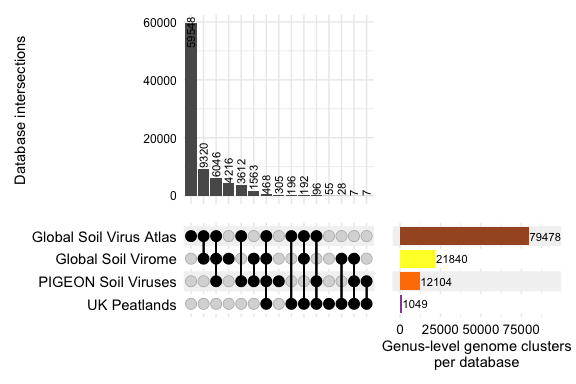 Database intersections
60000
40000
20000
0
59548
9320
6046
4216
3612
1563
468
305
196
192
96
55
28
7
7
Global Soil Virus Atlas
Global Soil Virome
PIGEON Soil Viruses
UK Peatlands
79478
21840
12104
1049
0 25000 50000 75000
Genus-level genome clusters
per database